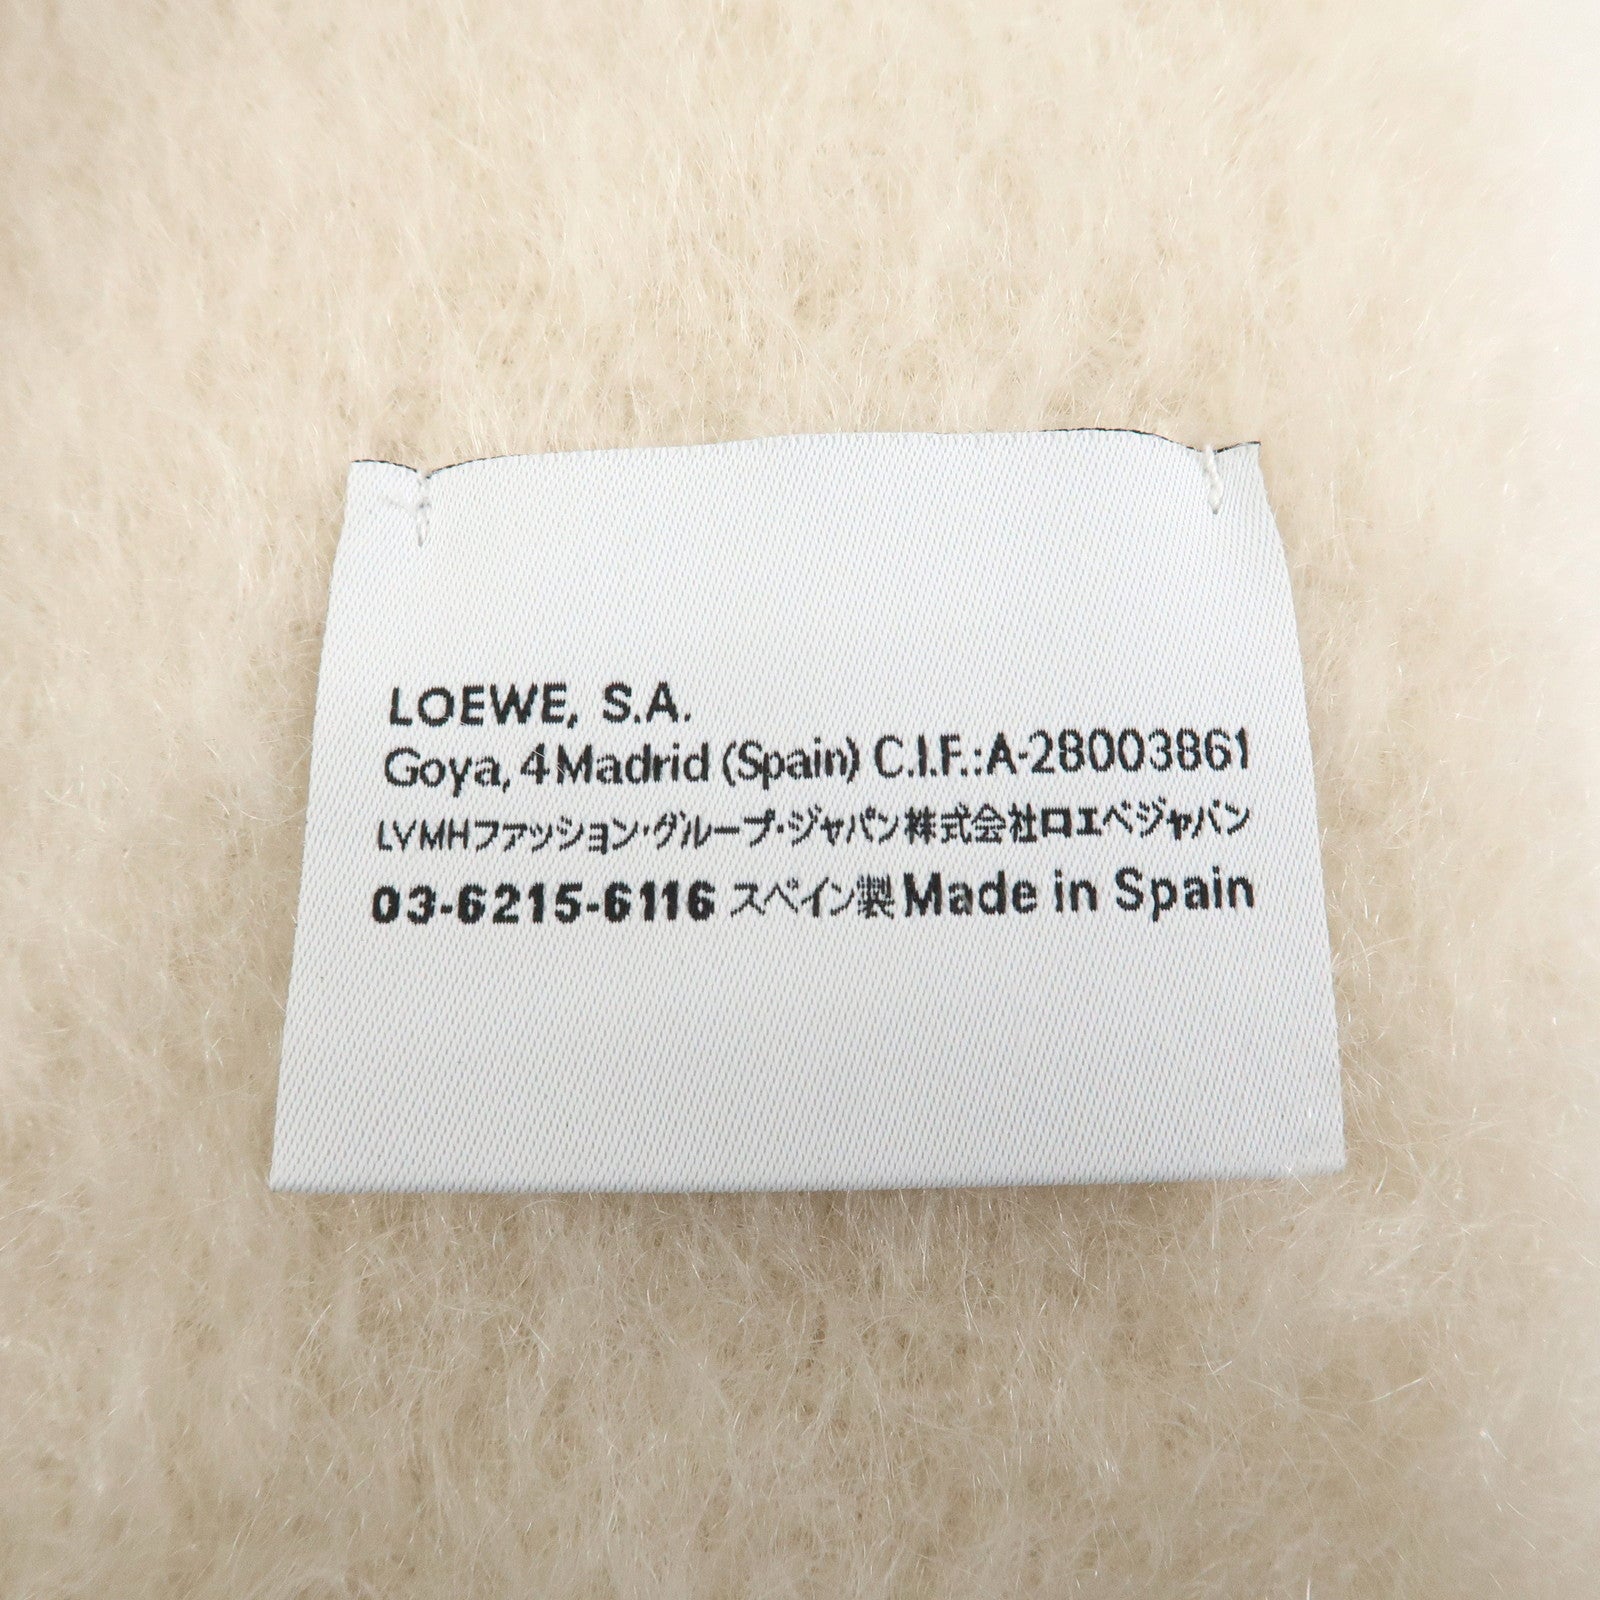 LOEWE, S.A.
Goya, 4 Madrid (Spain) C.I.F.: A-28003861
LVMHファッション・グループ・ジャパン株式会社ロエベジャパン
03-6215-6116 スペイン製 Made in Spain